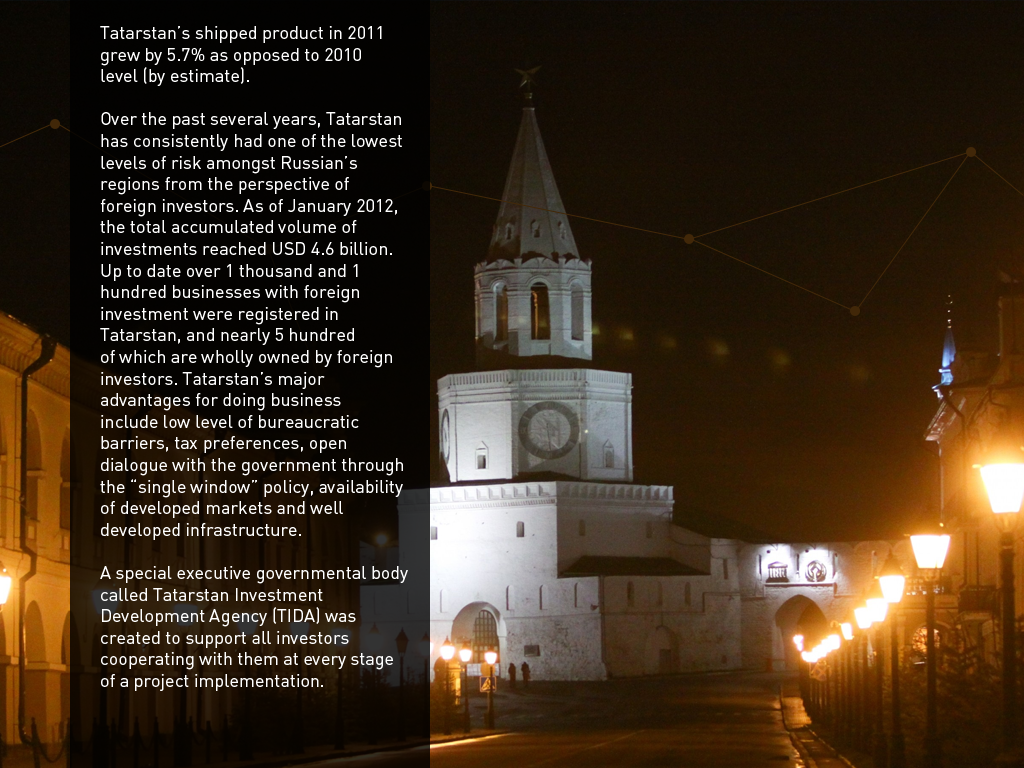 Tatarstan's shipped product in 2011
grew by 5.7% as opposed to 2010
level (by estimate).
Over the past several years, Tatarstan
has consistently had one of the lowest
levels of risk amongst Russian's
regions from the perspective of
foreign investors. As of January 2012,
the total accumulated volume of
investments reached USD 4.6 billion.
Up to date over 1 thousand and 1
hundred businesses with foreign
investment were registered in
Tatarstan, and nearly 5 hundred
of which are wholly owned by foreign
investors. Tatarstan's major
advantages for doing business
include low level of bureaucratic
barriers, tax preferences, open
dialogue with the government through
the “single window” policy, availability
of developed markets and well
developed infrastructure.
A special executive governmental body
called Tatarstan Investment
Development Agency (TIDA) was
created to support all investors
cooperating with them at every stage
of a project implementation.